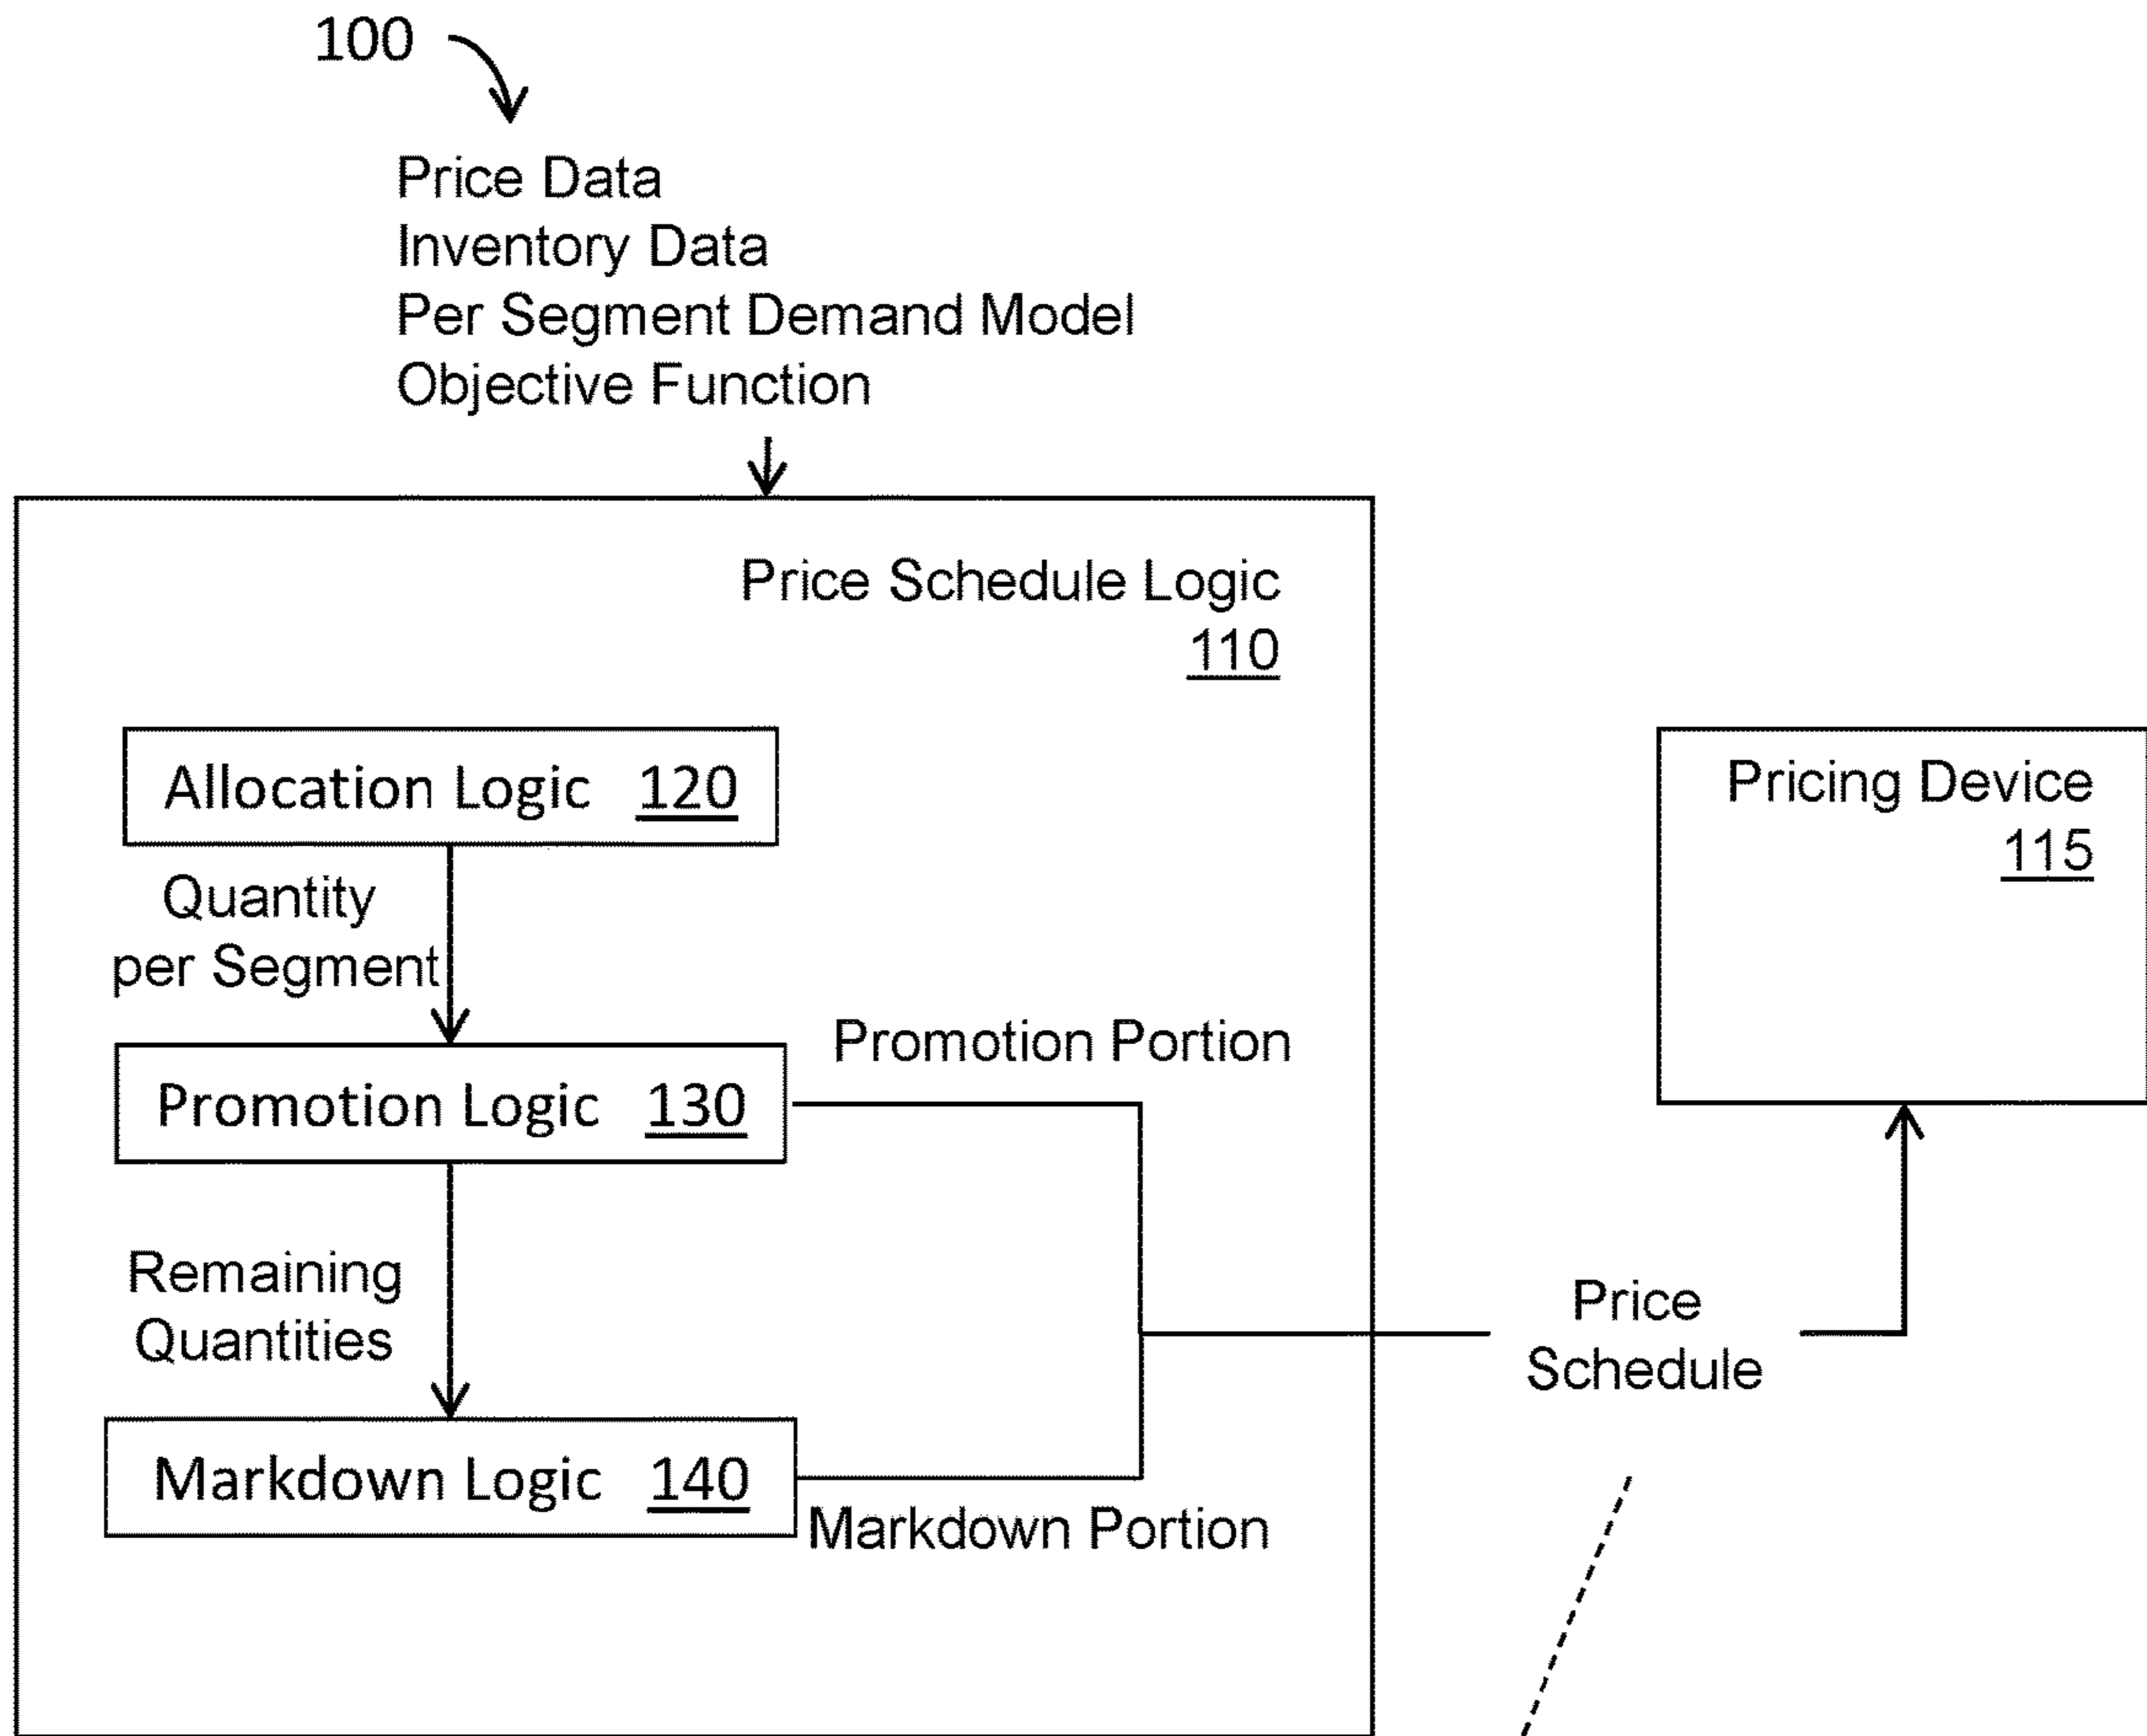 100
Price Data
Inventory Data
Per Segment Demand Model
Objective Function
Price Schedule Logic
110
Allocation Logic 120
Pricing Device
115
Quantity
per Segment
Promotion Portion
Promotion Logic 130
Remaining
Quantities
Price
Schedule
Markdown Logic 140
Markdown Portion